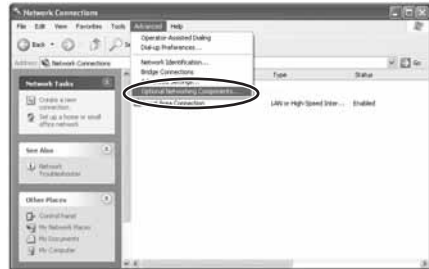 Network Connections
File Edit View Favorites Tools Advanced Help
Back
Operator-Assisted Dialing
Dial-up Preferences...
Network Identification...
Bridge Connections
Optional Networking Components...
Address Network Connections
Go
Type Status
LAN or High-Speed Inter... Enabled
Network Tasks
Create a new
connection
Set up a home or small
office network
See Also
Network
Troubleshooter
Other Places
Control Panel
My Network Places
My Documents
My Computer